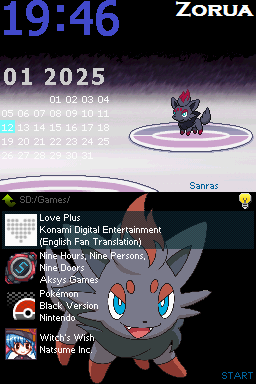 19:46
Zorua
01 2025
01 02 03 04
05 06 07 08 09 10 11
12 13 14 15 16 17 18
19 20 21 22 23 24 25
26 27 28 29 30 31
Sanras
SD:/Games/
Love Plus
Konami Digital Entertainment
(English Fan Translation)
Nine Hours, Nine Persons,
Nine Doors
Aksys Games
Pokémon
Black Version
Nintendo
Witch's Wish
Natsume Inc.
START